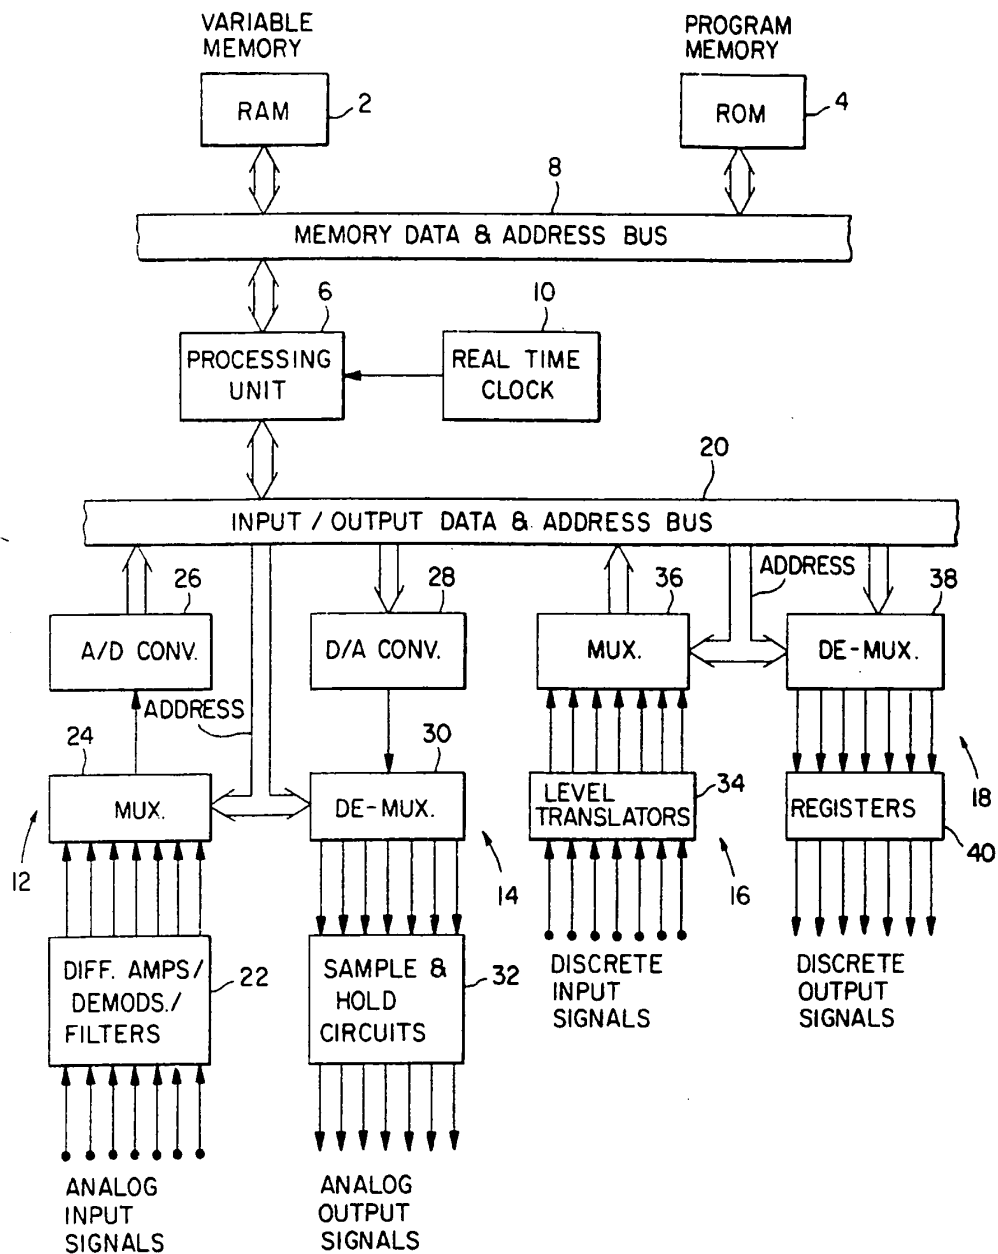 VARIABLE
MEMORY
PROGRAM
MEMORY
RAM
2
ROM
4
8
MEMORY DATA & ADDRESS BUS
6
10
PROCESSING
UNIT
REAL TIME
CLOCK
20
INPUT / OUTPUT DATA & ADDRESS BUS
26
28
36
ADDRESS
38
A/D CONV.
D/A CONV.
MUX.
DE-MUX.
ADDRESS
24
30
34
18
MUX.
DE-MUX.
LEVEL
TRANSLATORS
REGISTERS
12
14
16
40
DIFF. AMPS/
DEMODS./
FILTERS
22
SAMPLE &
HOLD
CIRCUITS
32
DISCRETE
INPUT
SIGNALS
DISCRETE
OUTPUT
SIGNALS
ANALOG
INPUT
SIGNALS
ANALOG
OUTPUT
SIGNALS